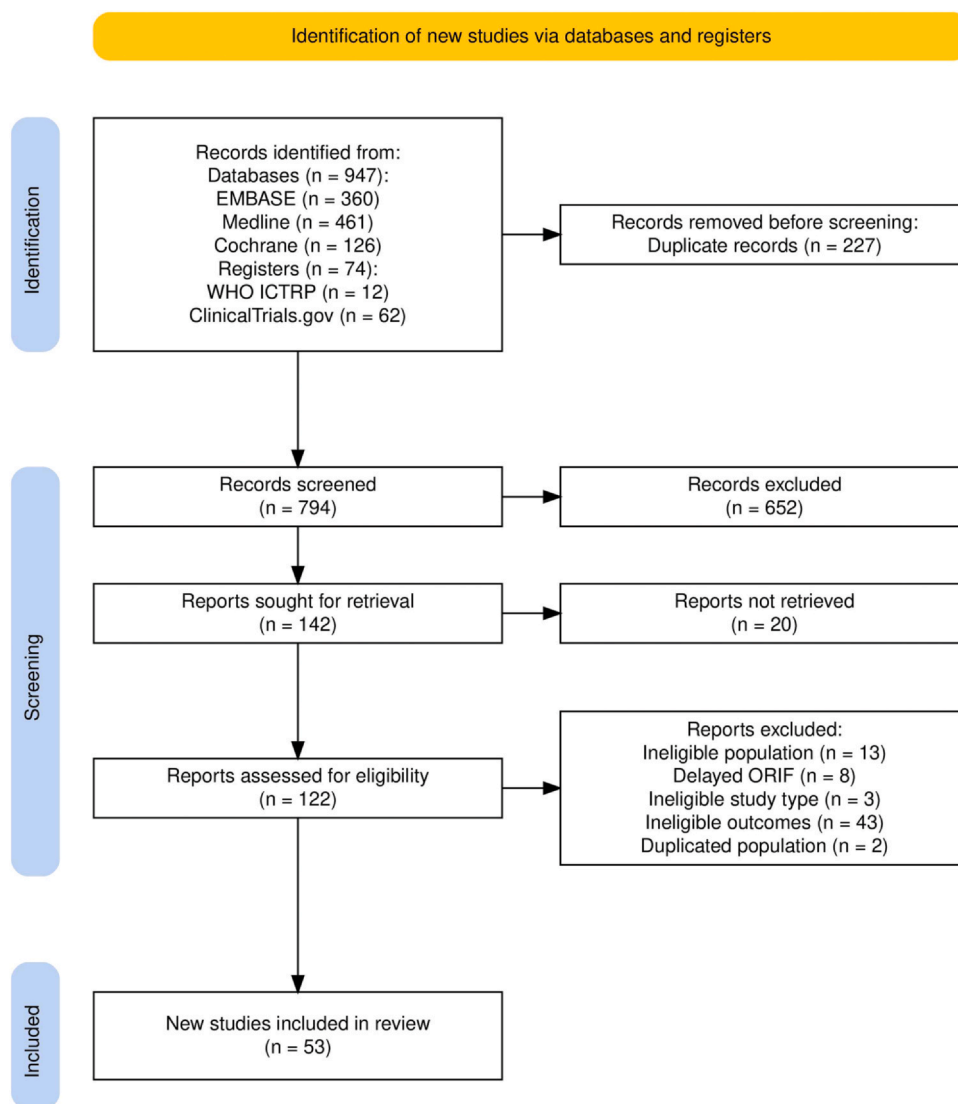 Identification of new studies via databases and registers
Identification
Records identified from:
Databases (n = 947):
EMBASE (n = 360)
Medline (n = 461)
Cochrane (n = 126)
Registers (n = 74):
WHO ICTRP (n = 12)
ClinicalTrials.gov (n = 62)
Records removed before screening:
Duplicate records (n = 227)
Screening
Records screened
(n = 794)
Records excluded
(n = 652)
Reports sought for retrieval
(n = 142)
Reports not retrieved
(n = 20)
Reports assessed for eligibility
(n = 122)
Reports excluded:
Ineligible population (n = 13)
Delayed ORIF (n = 8)
Ineligible study type (n = 3)
Ineligible outcomes (n = 43)
Duplicated population (n = 2)
Included
New studies included in review
(n = 53)